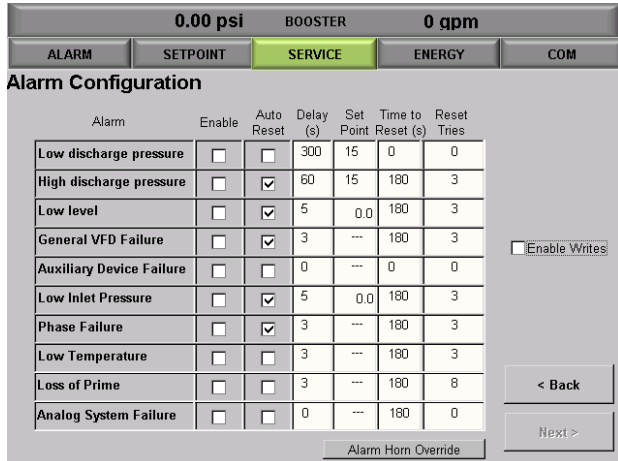 0.00 psi BOOSTER 0 gpm
ALARM SETPOINT SERVICE ENERGY COM
Alarm Configuration
Alarm Enable Auto Reset Delay (s) Set Point Time to Reset (s) Reset Tries
Low discharge pressure 300 15 0 0
High discharge pressure 60 15 180 3
Low level 5 0.0 180 3
General VFD Failure 3 --- 180 3
Enable Writes
Auxiliary Device Failure 0 --- 0 0
Low Inlet Pressure 5 0.0 180 3
Phase Failure 3 --- 180 3
Low Temperature 3 --- 180 3
Loss of Prime 3 --- 180 8
< Back
Analog System Failure 0 --- 180 0
Next >
Alarm Horn Override